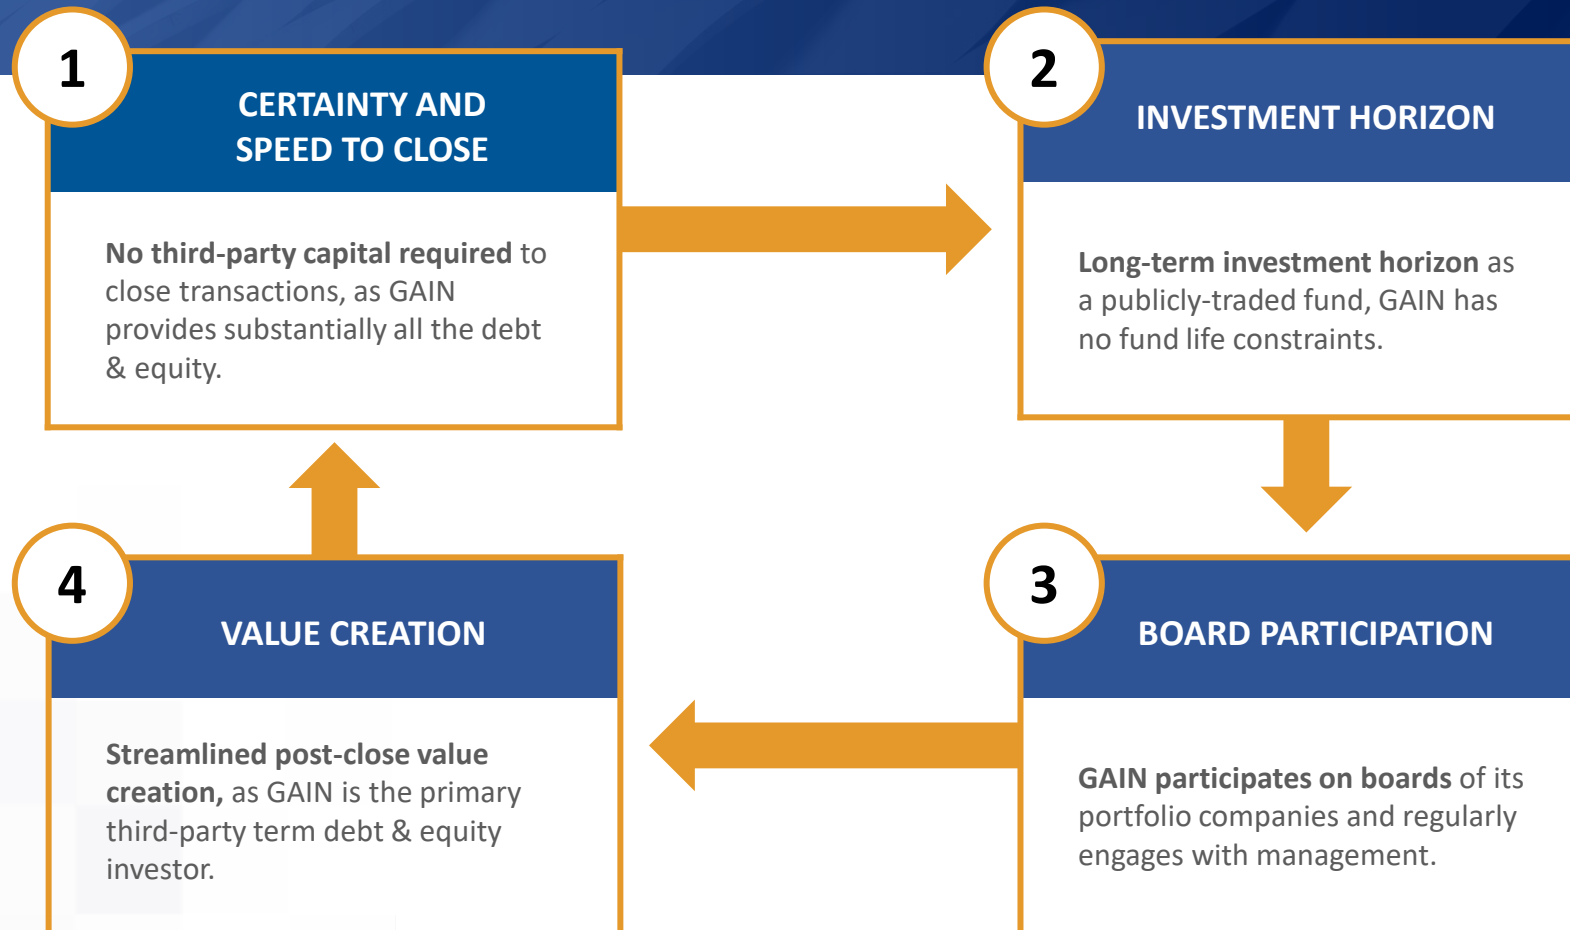 1
CERTAINTY AND
SPEED TO CLOSE
No third-party capital required to
close transactions, as GAIN
provides substantially all the debt
& equity.
2
INVESTMENT HORIZON
Long-term investment horizon as
a publicly-traded fund, GAIN has
no fund life constraints.
3
BOARD PARTICIPATION
GAIN participates on boards of its
portfolio companies and regularly
engages with management.
4
VALUE CREATION
Streamlined post-close value
creation, as GAIN is the primary
third-party term debt & equity
investor.